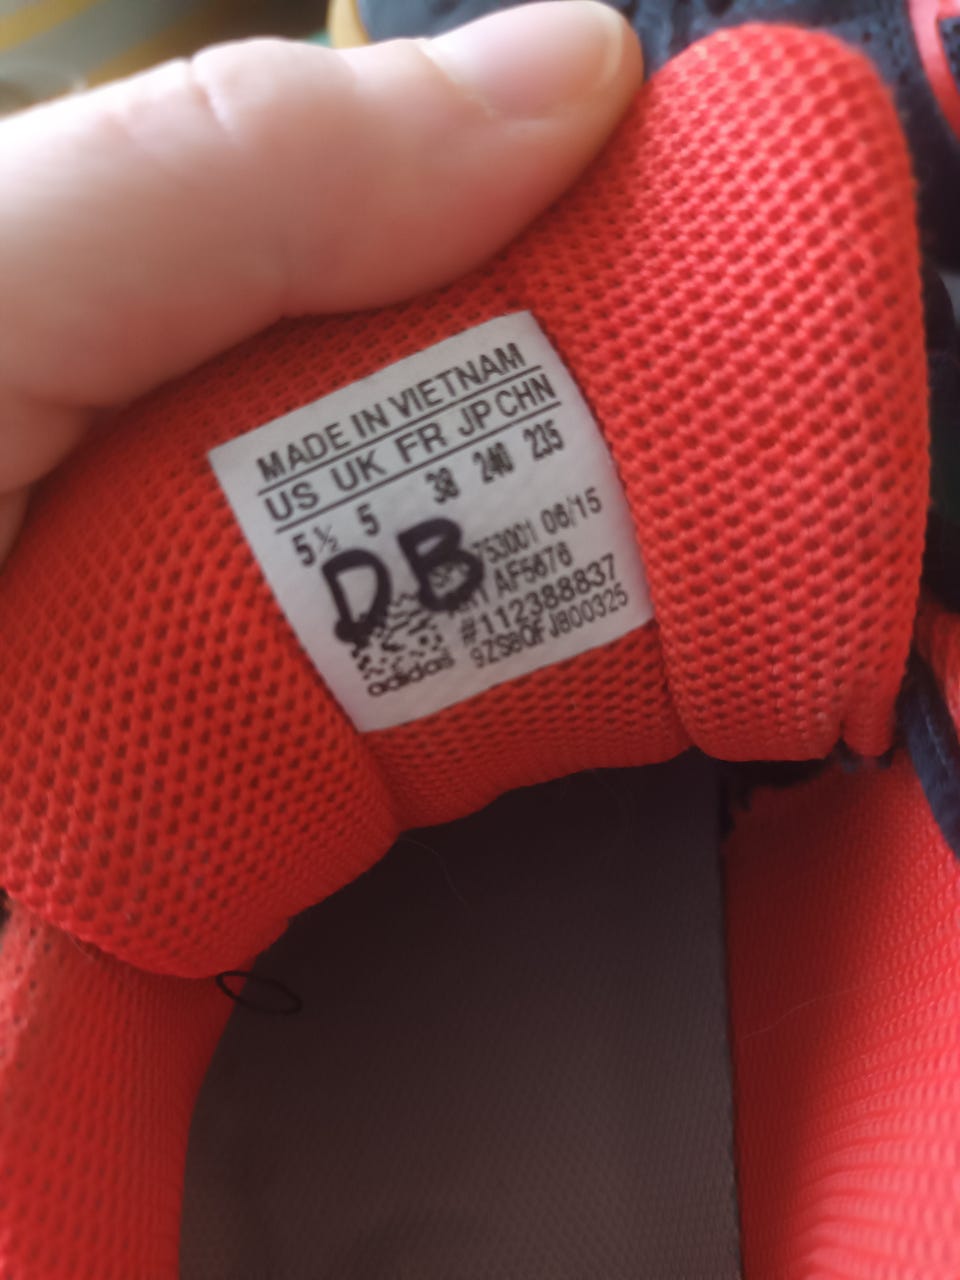 MADE IN VIETNAM
US UK FR JP CHN
5½ 5 38 240 235
DB
753001 06/15
AF5676
#112388837
adidas 9ZS8QFJ800325